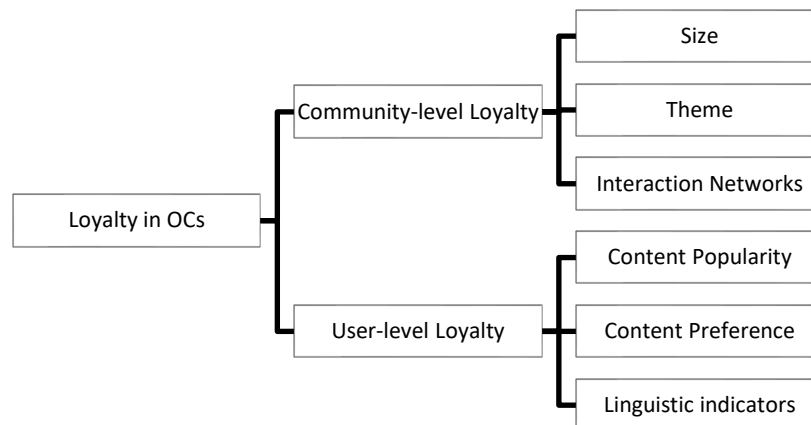 Loyalty in OCs
Community-level Loyalty
Size
Theme
Interaction Networks
User-level Loyalty
Content Popularity
Content Preference
Linguistic indicators